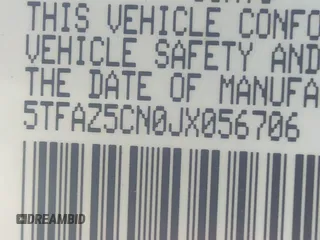 THIS VEHICLE CONFO
VEHICLE SAFETY AND
THE DATE OF MANUFA
5TFAZ5CN0JX056706
DREAMBID